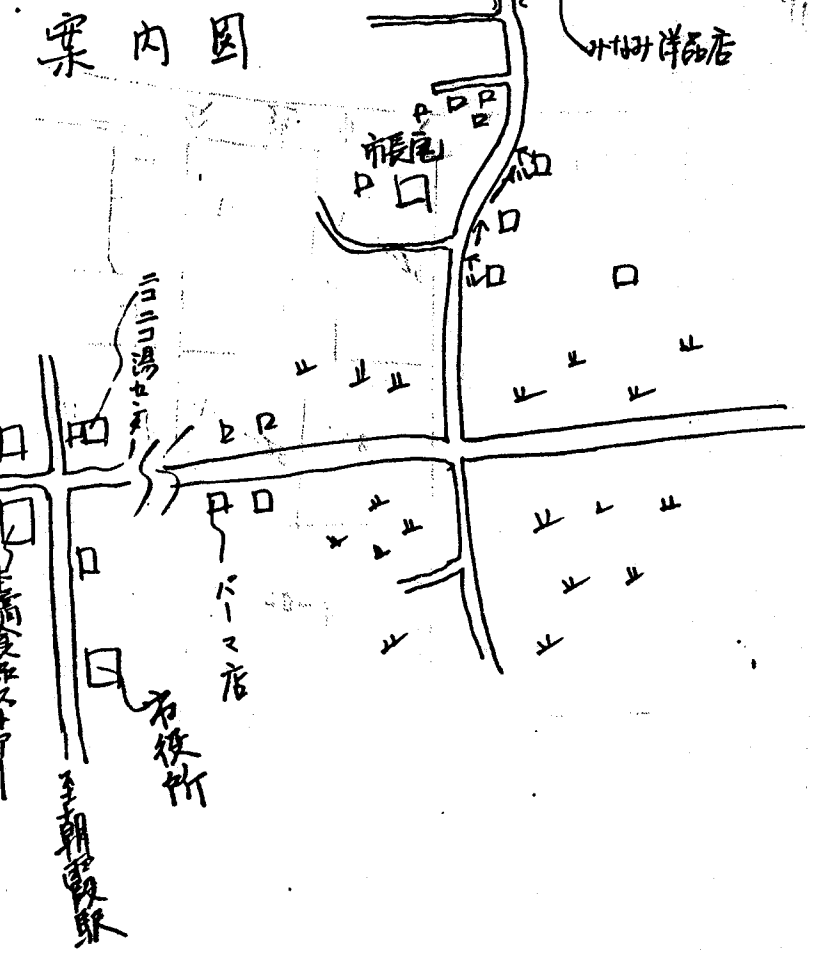 案内図
みなみ洋品店
市長宅
ニコニコ湯センター
パーマ店
市役所
至朝霞駅